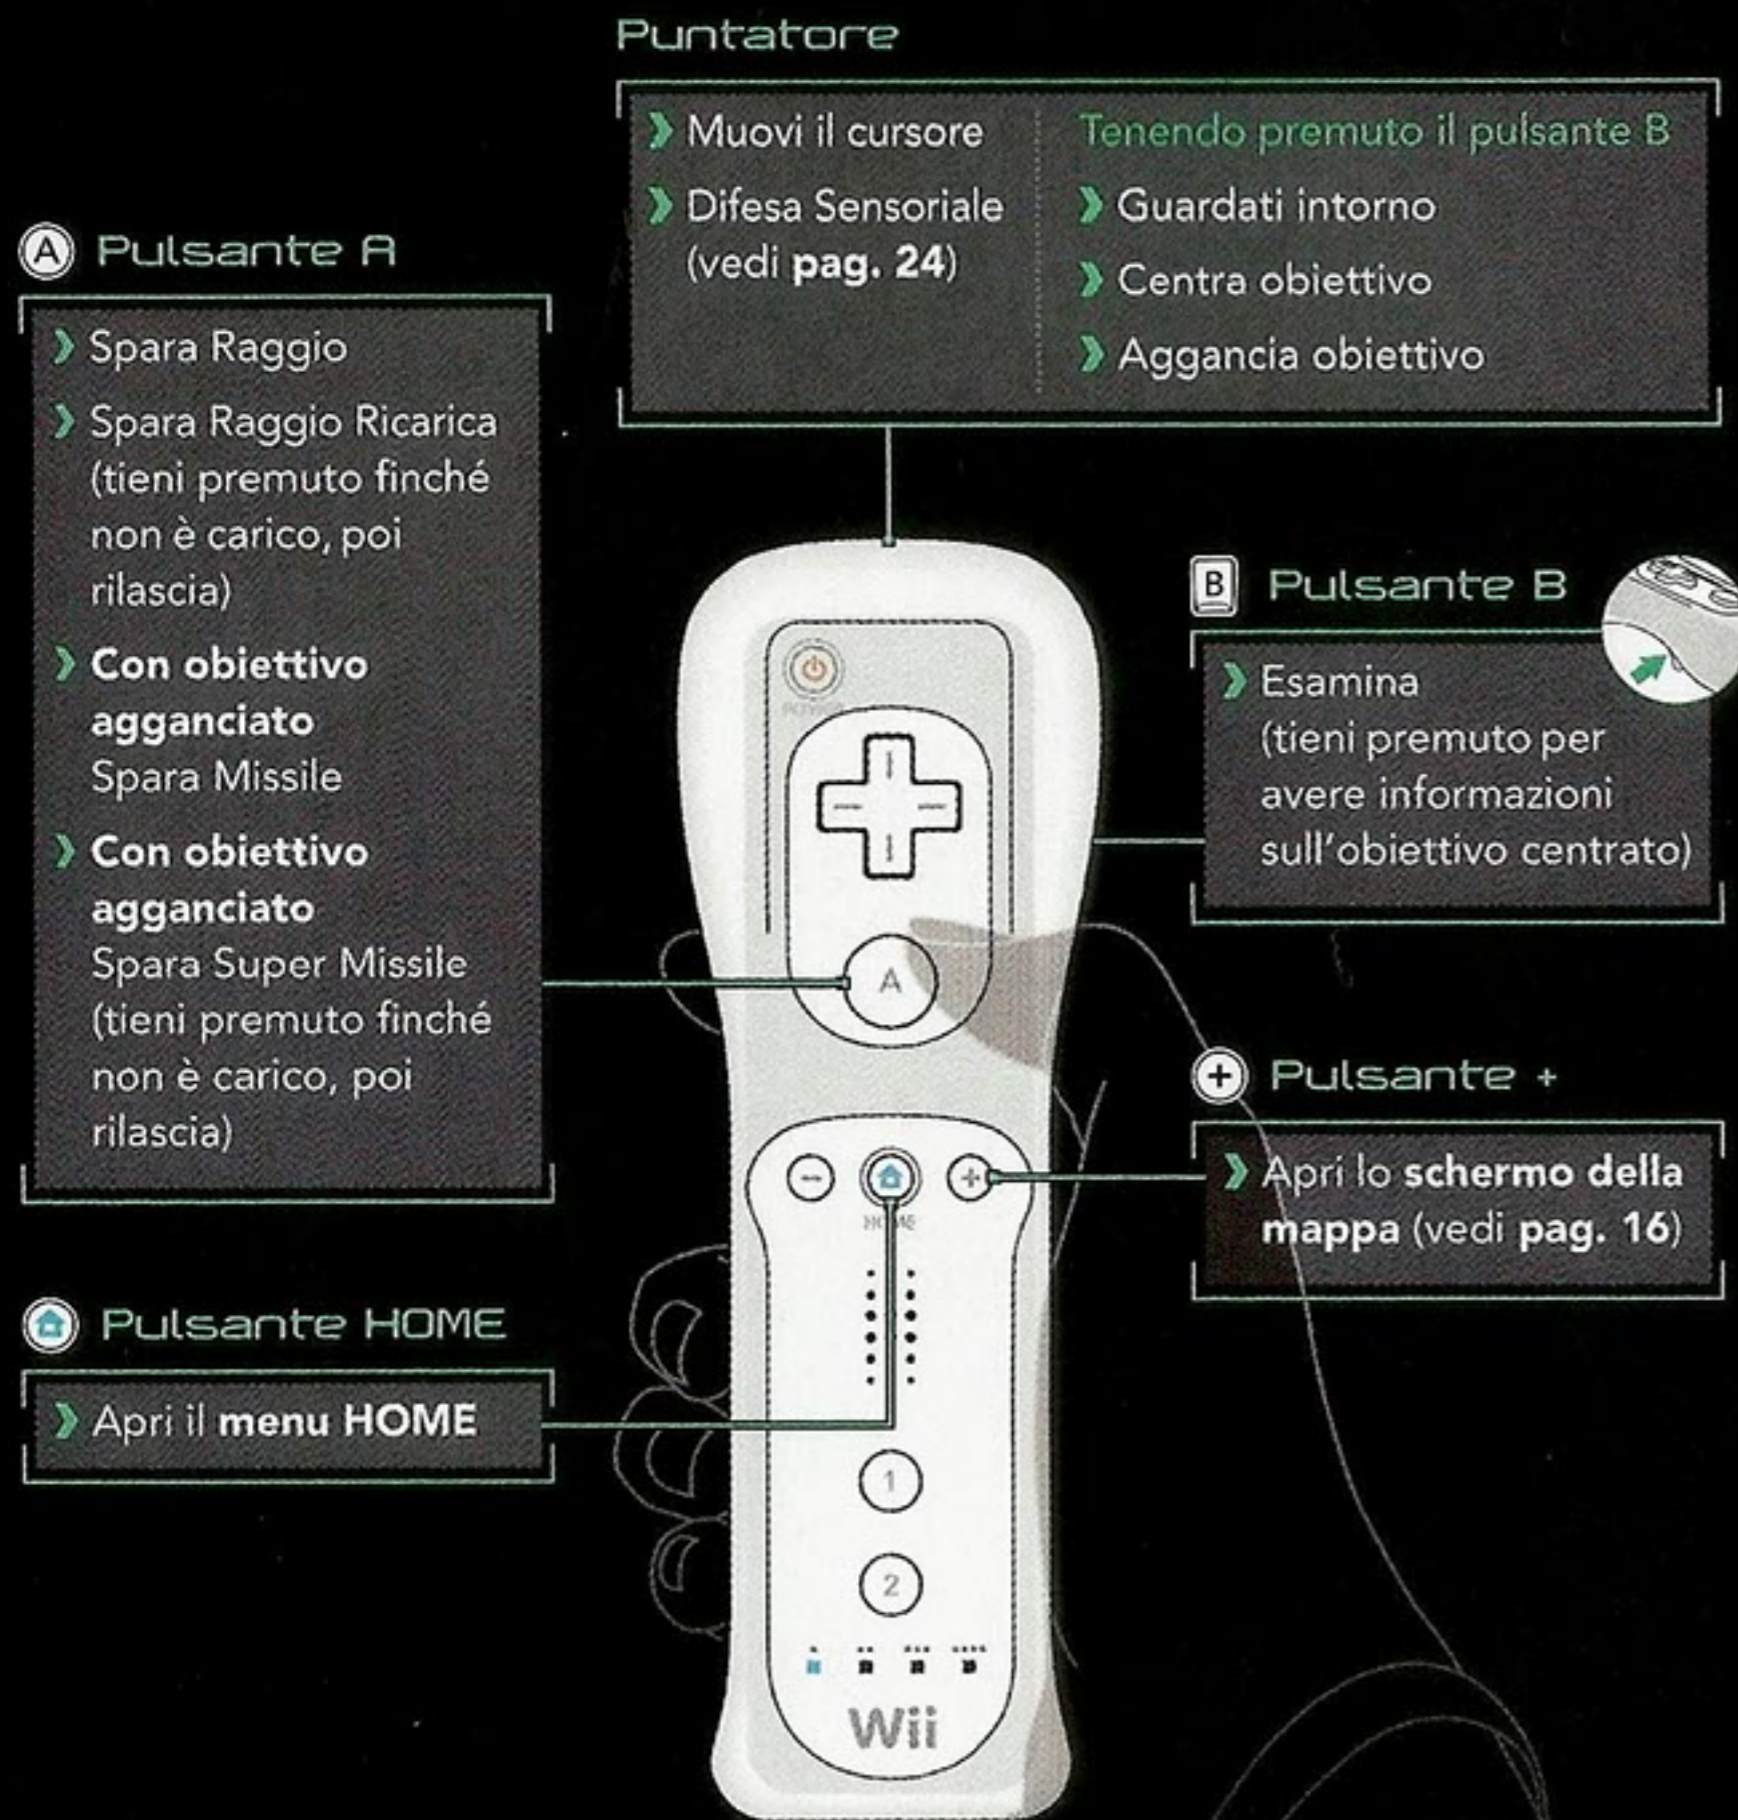 Puntatore
Muovi il cursore
Difesa Sensoriale
(vedi pag. 24)
Tenendo premuto il pulsante B
Guardati intorno
Centra obiettivo
Aggancia obiettivo
A Pulsante A
Spara Raggio
Spara Raggio Ricarica
(tieni premuto finché
non è carico, poi
rilascia)
Con obiettivo
agganciato
Spara Missile
Con obiettivo
agganciato
Spara Super Missile
(tieni premuto finché
non è carico, poi
rilascia)
B Pulsante B
Esamina
(tieni premuto per
avere informazioni
sull'obiettivo centrato)
+ Pulsante +
Apri lo schermo della
mappa (vedi pag. 16)
Pulsante HOME
Apri il menu HOME
POWER
A
HOME
1
2
Wii